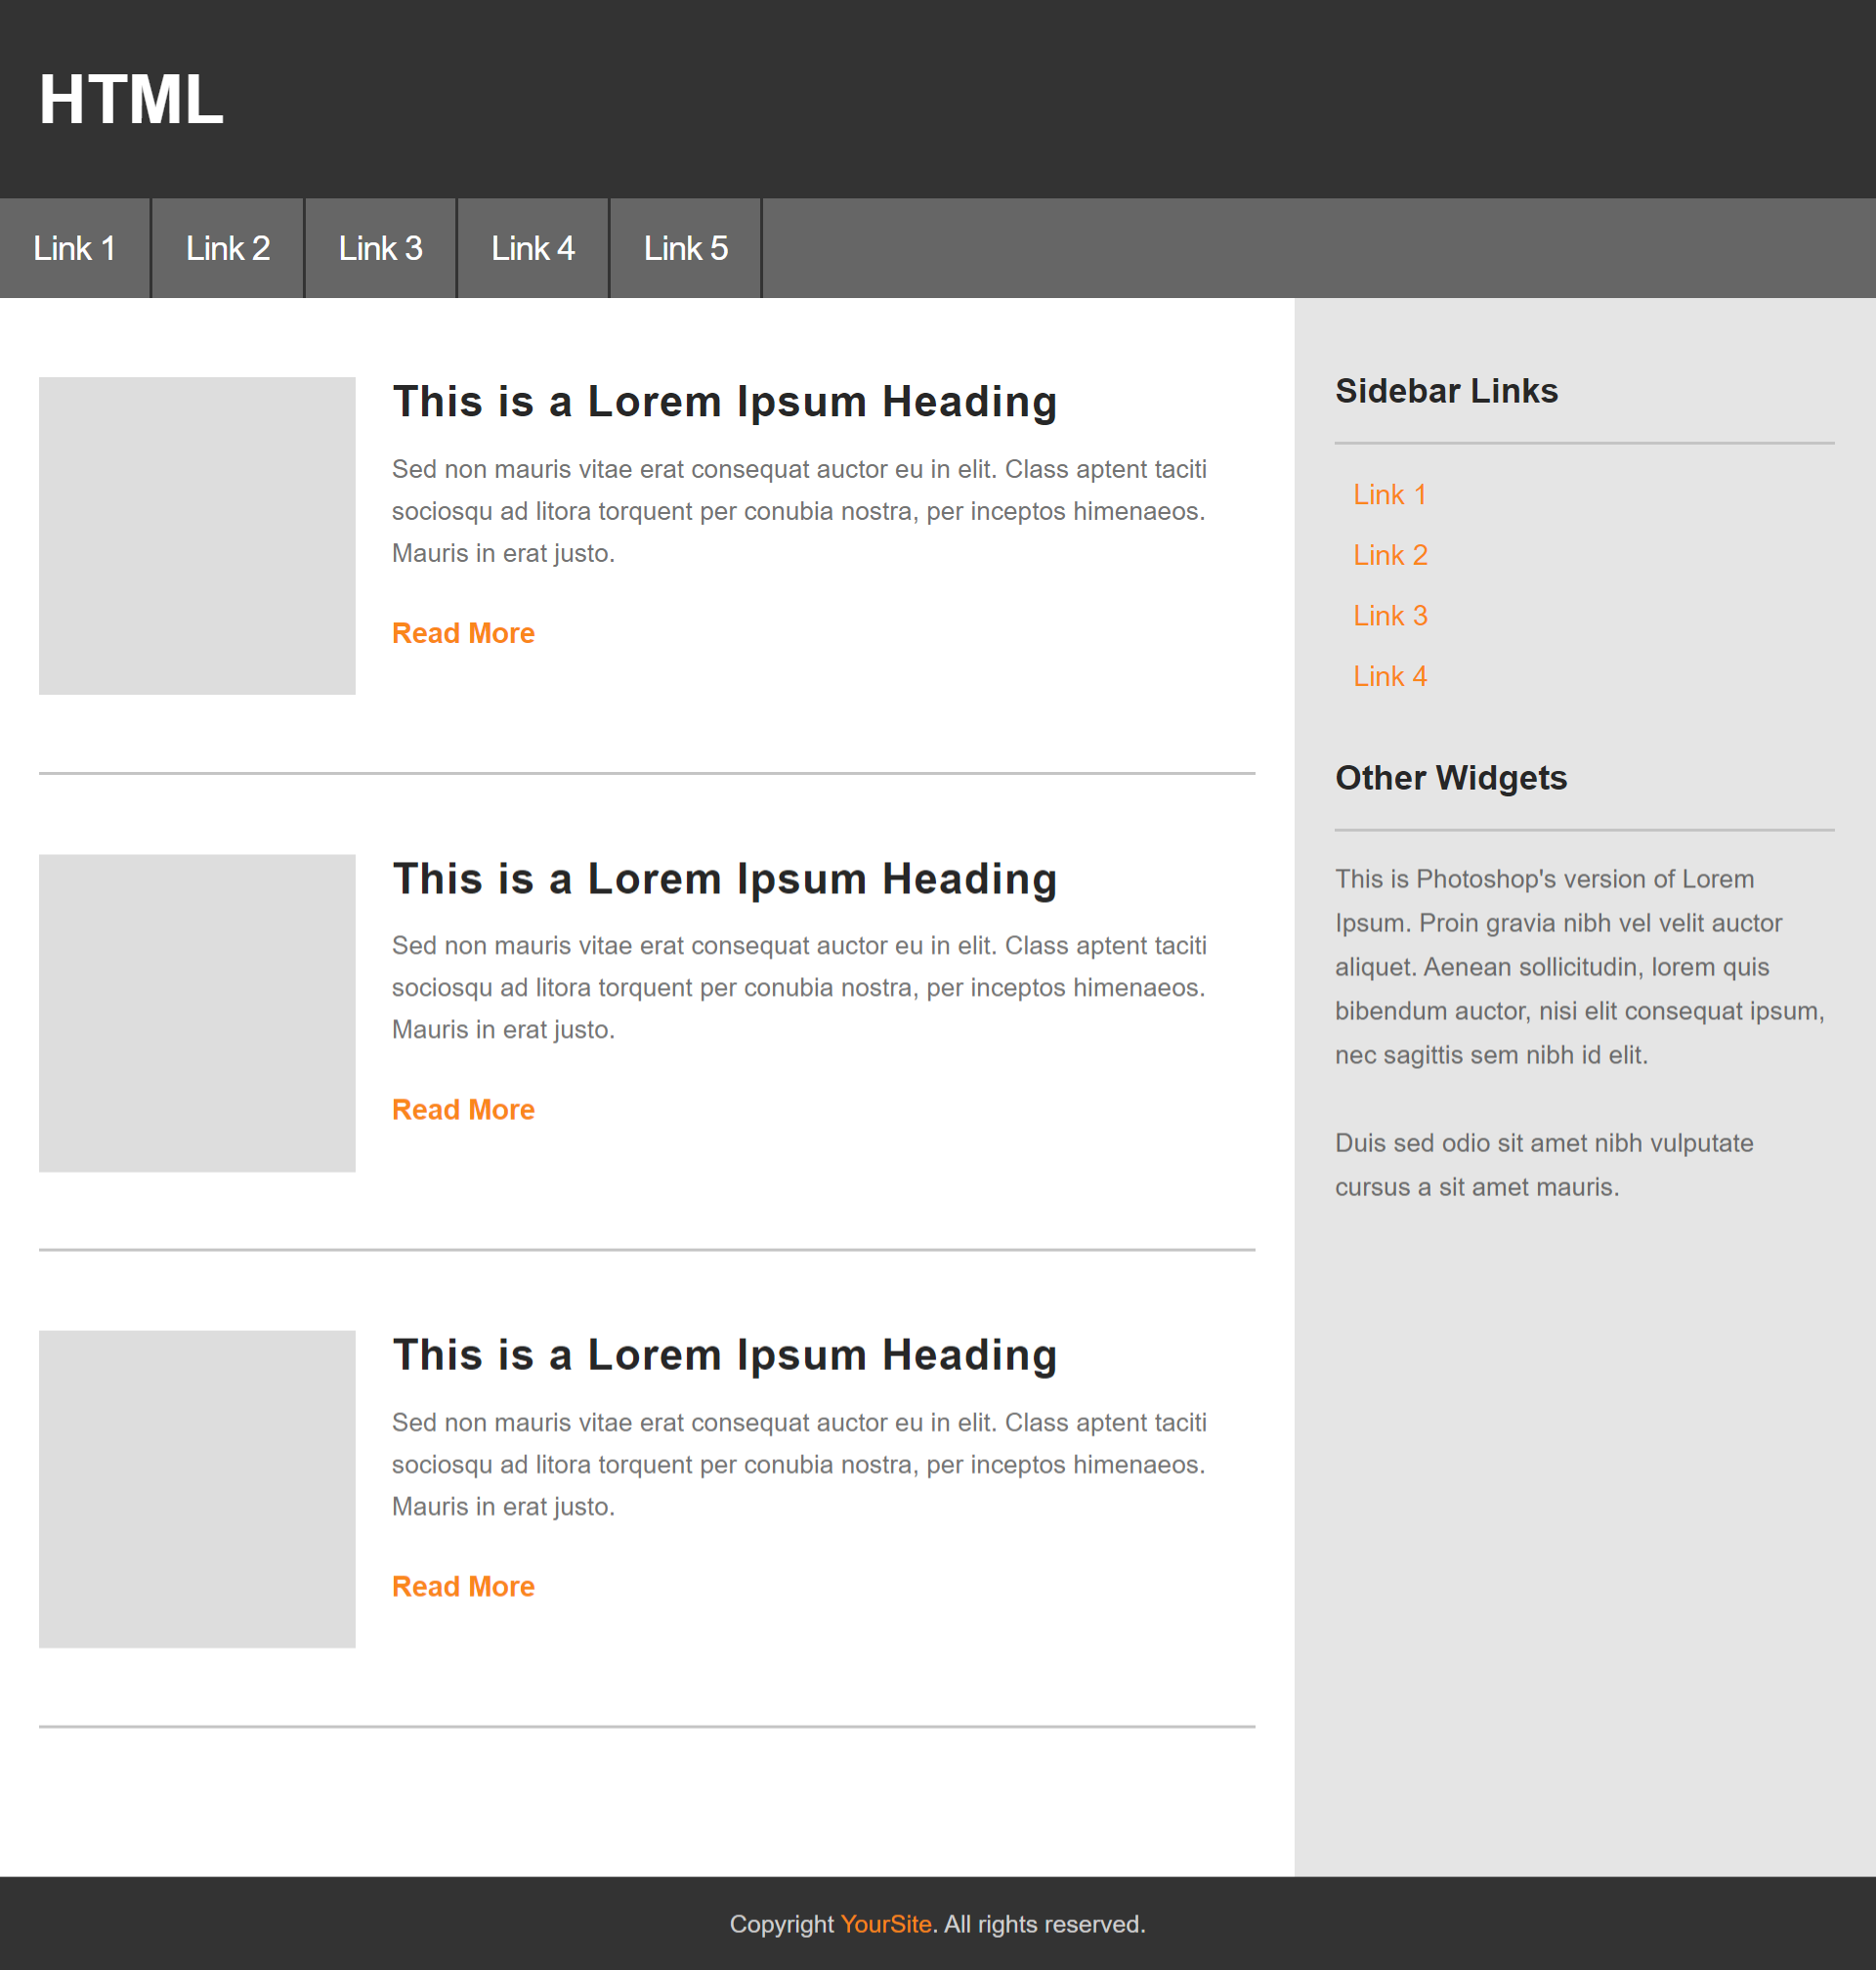 HTML
Link 1
Link 2
Link 3
Link 4
Link 5
This is a Lorem Ipsum Heading
Sed non mauris vitae erat consequat auctor eu in elit. Class aptent taciti
sociosqu ad litora torquent per conubia nostra, per inceptos himenaeos.
Mauris in erat justo.
Read More
This is a Lorem Ipsum Heading
Sed non mauris vitae erat consequat auctor eu in elit. Class aptent taciti
sociosqu ad litora torquent per conubia nostra, per inceptos himenaeos.
Mauris in erat justo.
Read More
This is a Lorem Ipsum Heading
Sed non mauris vitae erat consequat auctor eu in elit. Class aptent taciti
sociosqu ad litora torquent per conubia nostra, per inceptos himenaeos.
Mauris in erat justo.
Read More
Sidebar Links
Link 1
Link 2
Link 3
Link 4
Other Widgets
This is Photoshop's version of Lorem
Ipsum. Proin gravia nibh vel velit auctor
aliquet. Aenean sollicitudin, lorem quis
bibendum auctor, nisi elit consequat ipsum,
nec sagittis sem nibh id elit.
Duis sed odio sit amet nibh vulputate
cursus a sit amet mauris.
Copyright YourSite. All rights reserved.